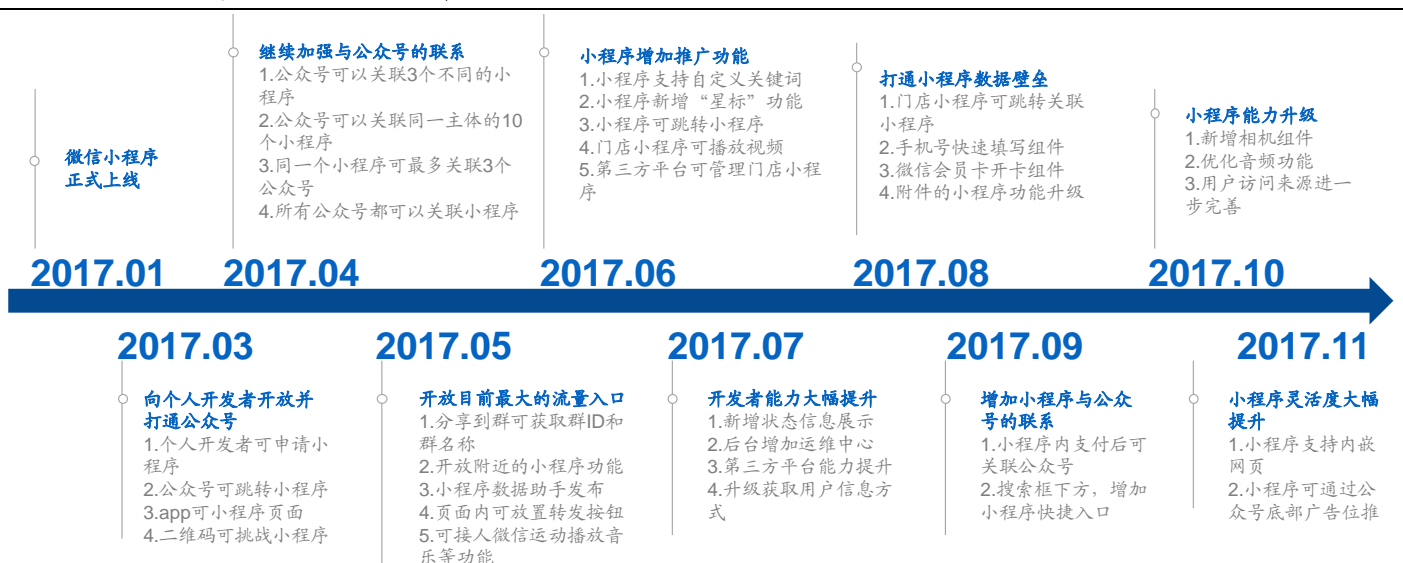 微信小程序
正式上线
继续加强与公众号的联系
1.公众号可以关联3个不同的小
程序
2.公众号可以关联同一主体的10
个小程序
3.同一个小程序可最多关联3个
公众号
4.所有公众号都可以关联小程序
小程序增加推广功能
1.小程序支持自定义关键词
2.小程序新增“星标”功能
3.小程序可跳转小程序
4.门店小程序可播放视频
5.第三方平台可管理门店小程
序
打通小程序数据壁垒
1.门店小程序可跳转关联
小程序
2.手机号快速填写组件
3.微信会员卡开卡组件
4.附件的小程序功能升级
小程序能力升级
1.新增相机组件
2.优化音频功能
3.用户访问来源进一
步完善
2017.01
2017.04
2017.06
2017.08
2017.10
2017.03
2017.05
2017.07
2017.09
2017.11
向个人开发者开放并
打通公众号
1.个人开发者可申请小
程序
2.公众号可跳转小程序
3.app可小程序页面
4.二维码可挑战小程序
开放目前最大的流量入口
1.分享到群可获取群ID和
群名称
2.开放附近的小程序功能
3.小程序数据助手发布
4.页面内可放置转发按钮
5.可接人微信运动播放音
乐等功能
开发者能力大幅提升
1.新增状态信息展示
2.后台增加运维中心
3.第三方平台能力提升
4.升级获取用户信息方
式
增加小程序与公众
号的联系
1.小程序内支付后可
关联公众号
2.搜索框下方，增加
小程序快捷入口
小程序灵活度大幅
提升
1.小程序支持内嵌
网页
2.小程序可通过公
众号底部广告位推